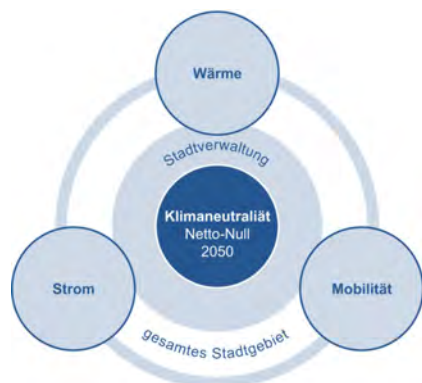 Wärme
Stadtverwaltung
Klimaneutraliät
Netto-Null
2050
Strom
Mobilität
gesamtes Stadtgebiet